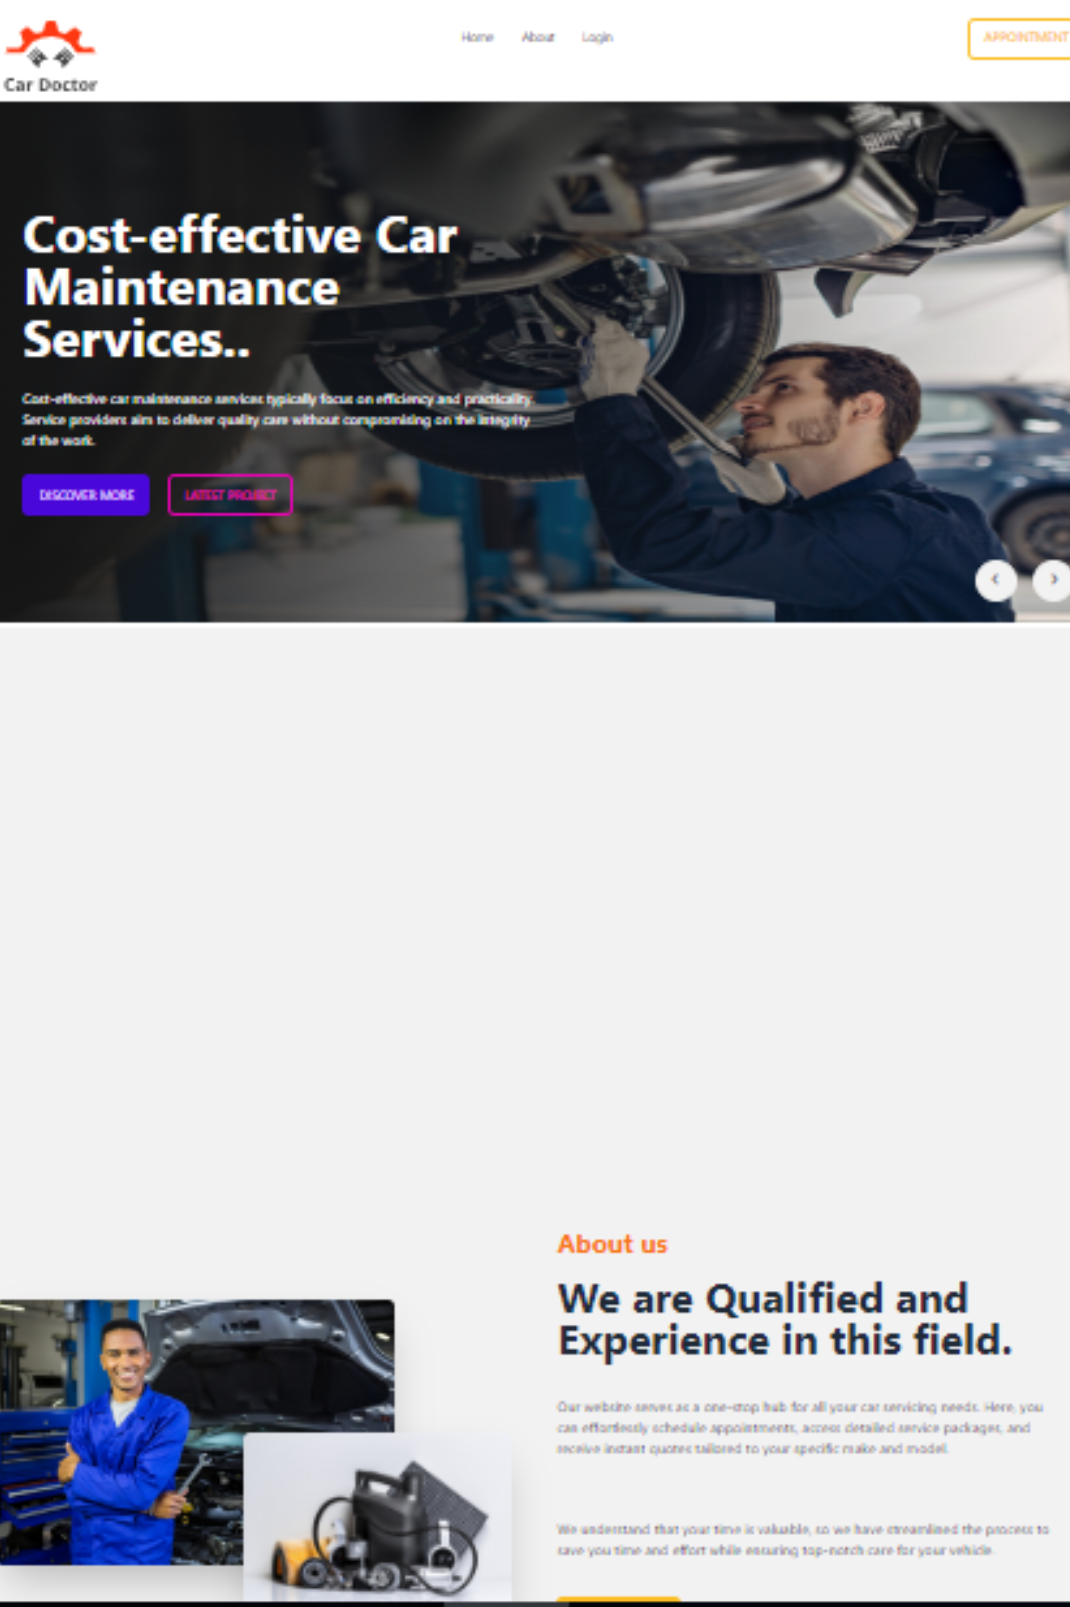 Car Doctor
Home About Login
APPOINTMENT
Cost-effective Car
Maintenance
Services..
Cost-effective car maintenance services typically focus on efficiency and practicality.
Service providers aim to deliver quality care without compromising on the integrity
of the work.
DISCOVER MORE
LATEST PROJECT
About us
We are Qualified and
Experience in this field.
Our website serves as a one-stop hub for all your car servicing needs. Here, you
can effortlessly schedule appointments, access detailed service packages, and
receive instant quotes tailored to your specific make and model.
We understand that your time is valuable, so we have streamlined the process to
save you time and effort while ensuring top-notch care for your vehicle.